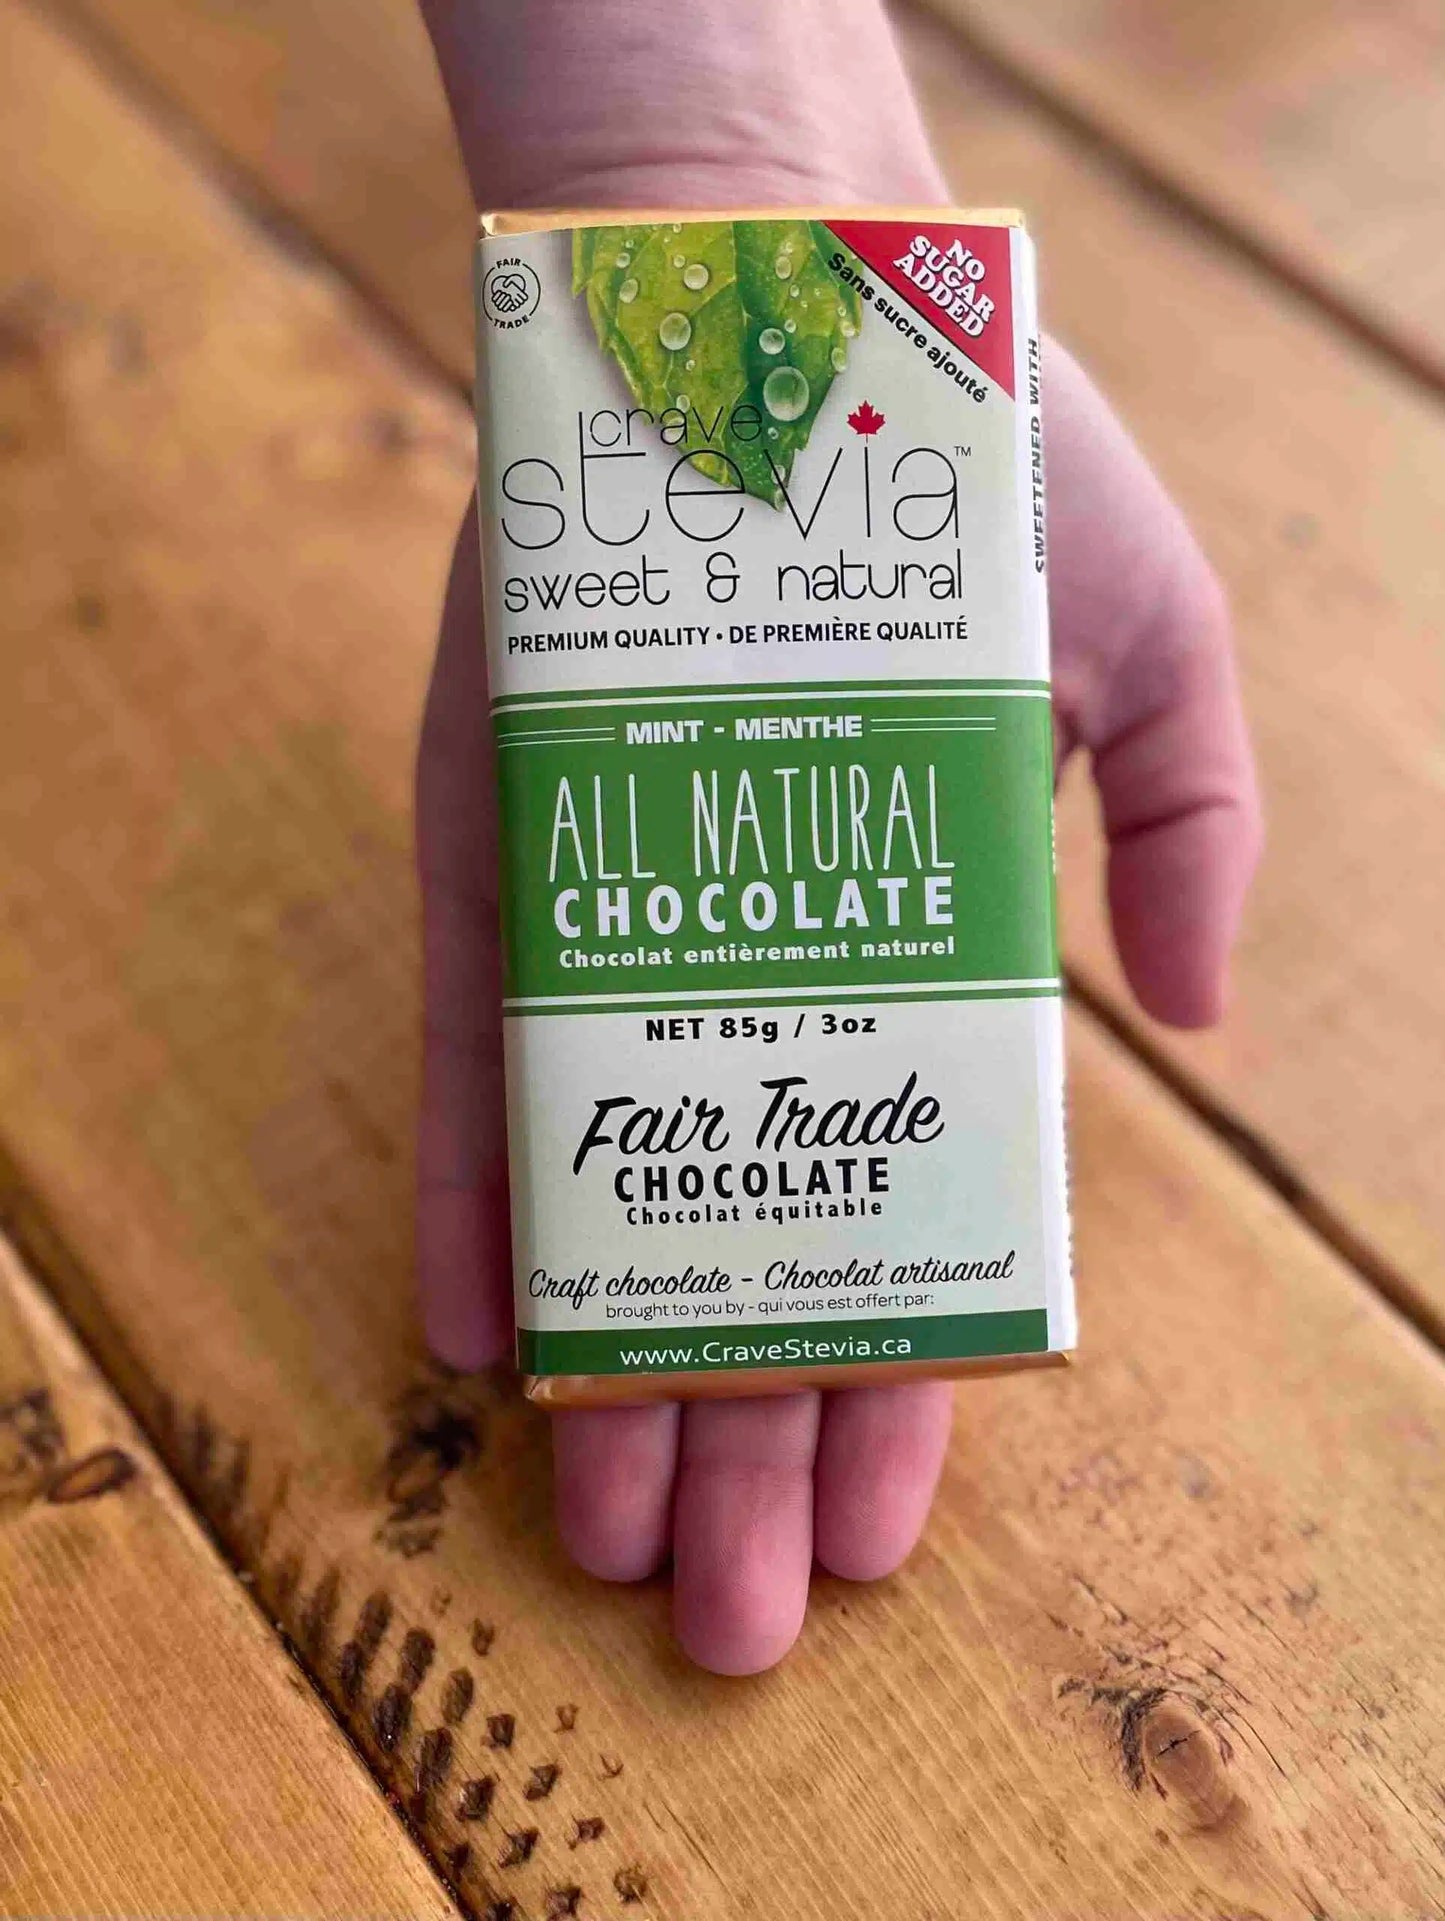 FAIR
TRADE
NO
SUGAR
ADDED
Sans sucre ajouté
crave
stevia™
sweet & natural
PREMIUM QUALITY • DE PREMIÈRE QUALITÉ
MINT - MENTHE
ALL NATURAL
CHOCOLATE
Chocolat entièrement naturel
NET 85g / 3oz
Fair Trade
CHOCOLATE
Chocolat équitable
Craft chocolate - Chocolat artisanal
brought to you by - qui vous est offert par:
www.CraveStevia.ca
SWEETENED WITH